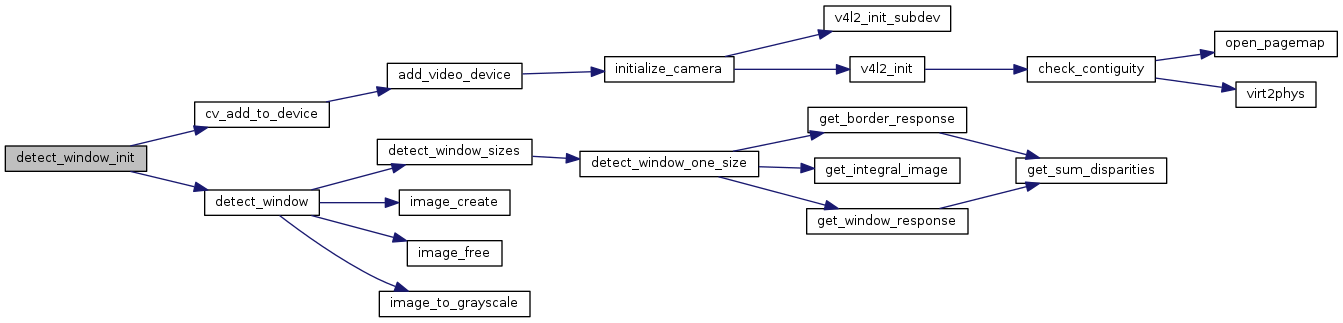 v4l2_init_subdev
open_pagemap
add_video_device
initialize_camera
v4l2_init
check_contiguity
virt2phys
cv_add_to_device
get_border_response
detect_window_init
detect_window_sizes
detect_window_one_size
get_integral_image
get_sum_disparities
detect_window
image_create
get_window_response
image_free
image_to_grayscale